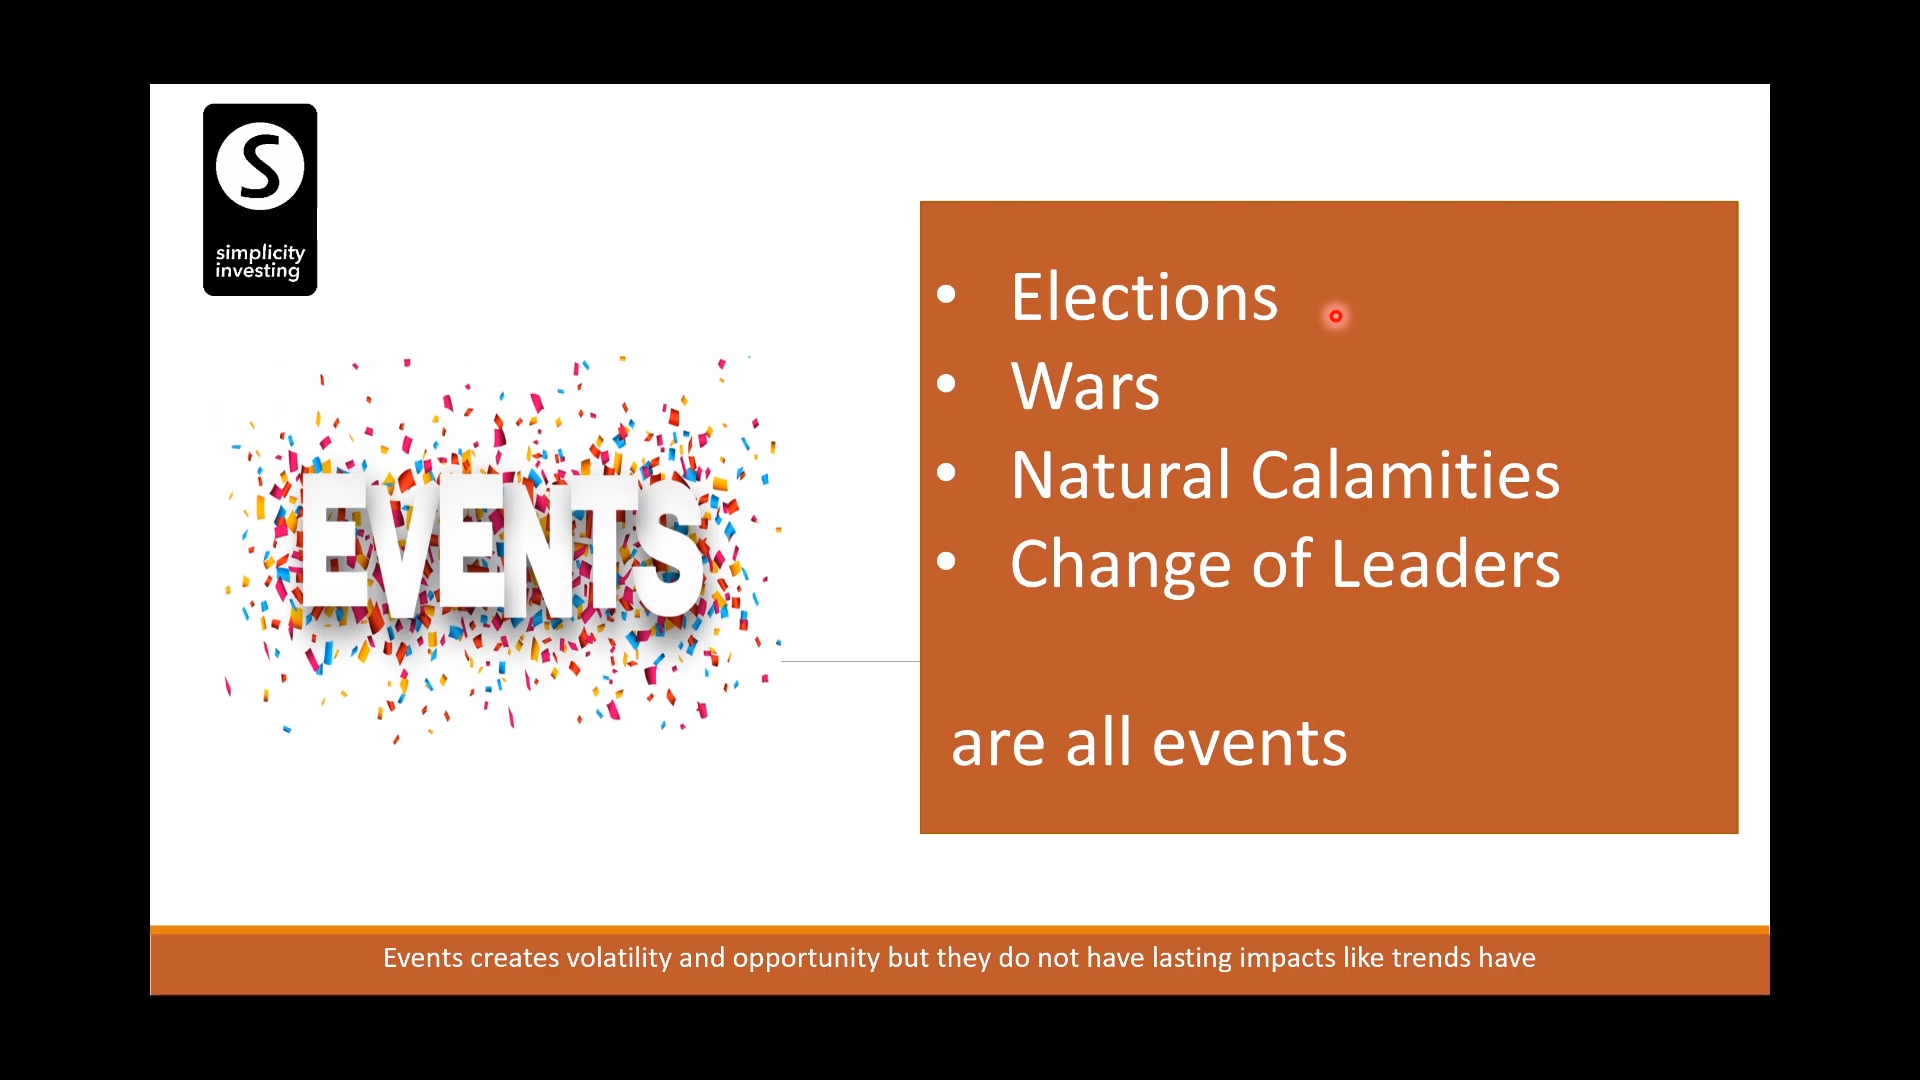 S
simplicity
investing
EVENTS
• Elections
• Wars
• Natural Calamities
• Change of Leaders
are all events
Events creates volatility and opportunity but they do not have lasting impacts like trends have